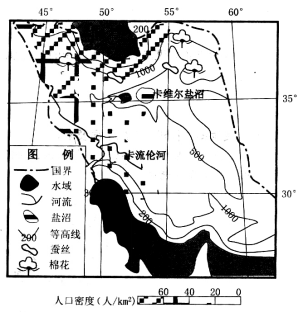 45° 50° 55° 60°
200
1000
卡维尔盐沼
35°
图 例
卡流伦河
500
国界
水域
30°
河流
200
1000
盐沼
200 等高线
蚕丝
棉花
人口密度(人/km²) 60 40 20 0